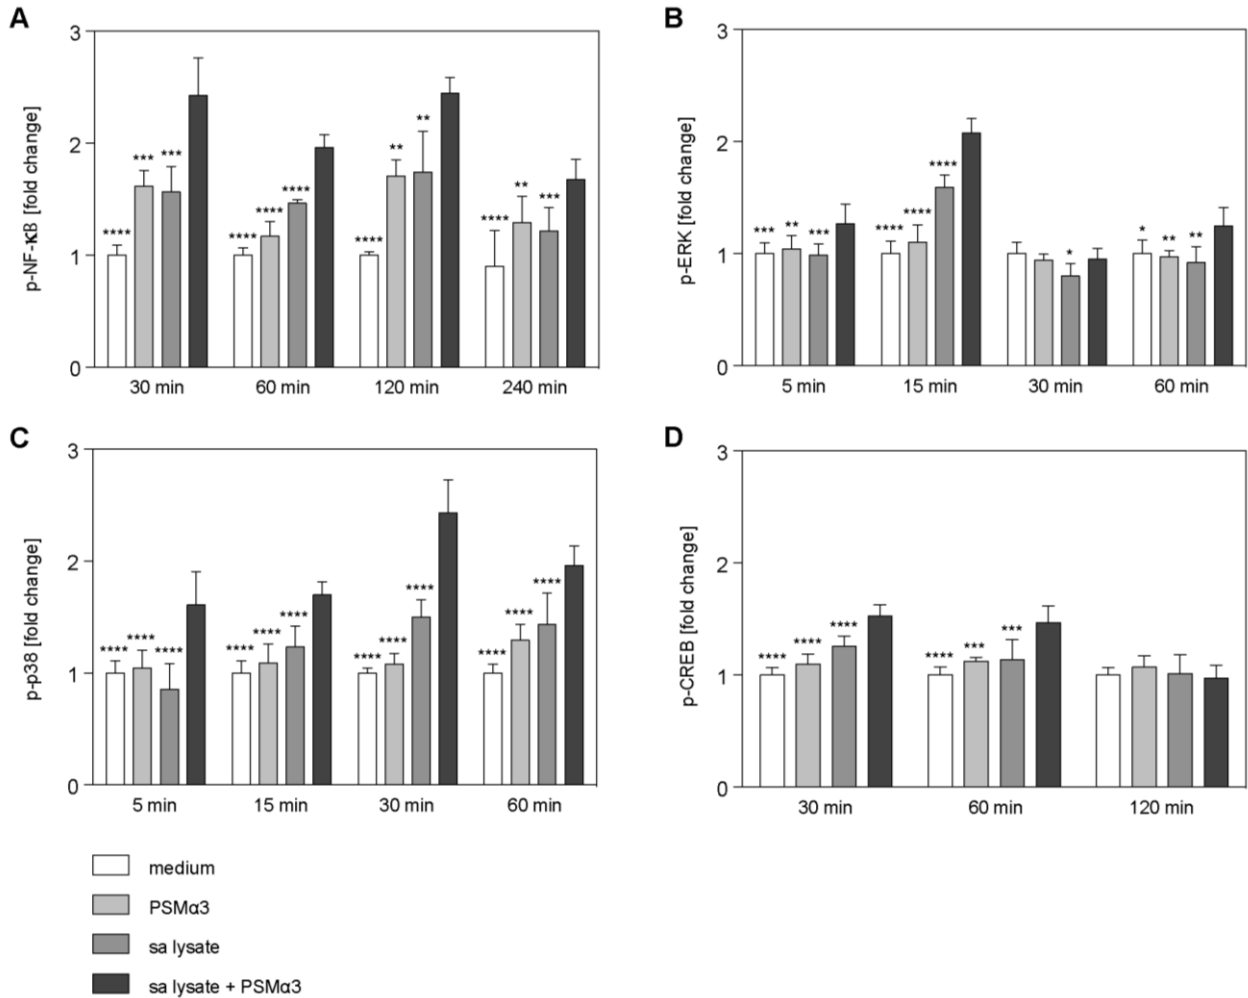 A
p-NF-κB [fold change]
3
2
1
0
**** *** ***
**** **** ****
**** ** **
**** ** ***
30 min 60 min 120 min 240 min
B
p-ERK [fold change]
3
2
1
0
*** ** ***
**** **** ****
*
* ** **
5 min 15 min 30 min 60 min
C
p-p38 [fold change]
3
2
1
0
**** **** ****
**** **** ****
**** **** ****
**** **** ****
5 min 15 min 30 min 60 min
D
p-CREB [fold change]
3
2
1
0
**** **** ****
**** *** ***
30 min 60 min 120 min
medium
PSMα3
sa lysate
sa lysate + PSMα3